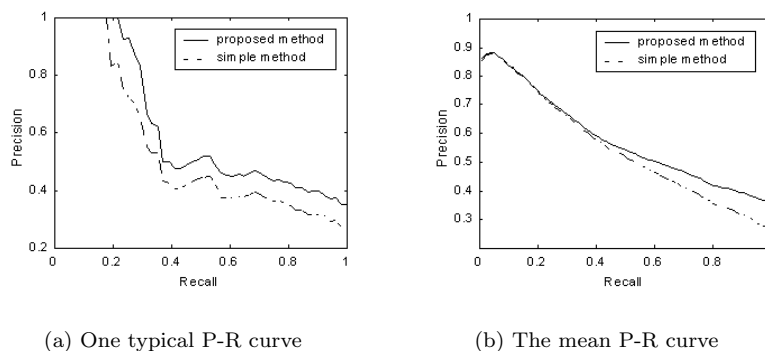 1
0.8
0.6
0.4
0.2
Precision
0
0.2
0.4
0.6
0.8
1
Recall
proposed method
simple method
1
0.9
0.8
0.7
0.6
0.5
0.4
0.3
Precision
0
0.2
0.4
0.6
0.8
Recall
proposed method
simple method
(a) One typical P-R curve
(b) The mean P-R curve